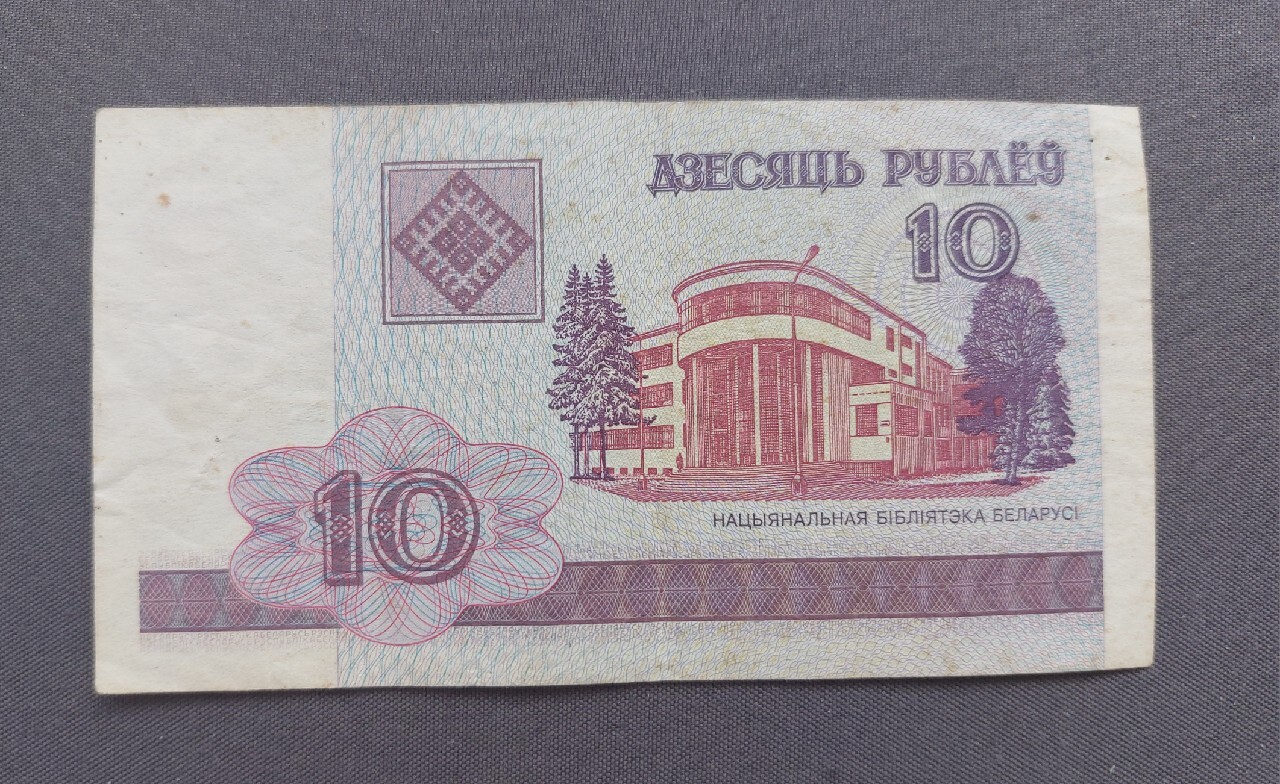 ДЗЕСЯЦЬ РУБЛЁЎ
10
НАЦЫЯНАЛЬНАЯ БІБЛІЯТЭКА БЕЛАРУСІ
10